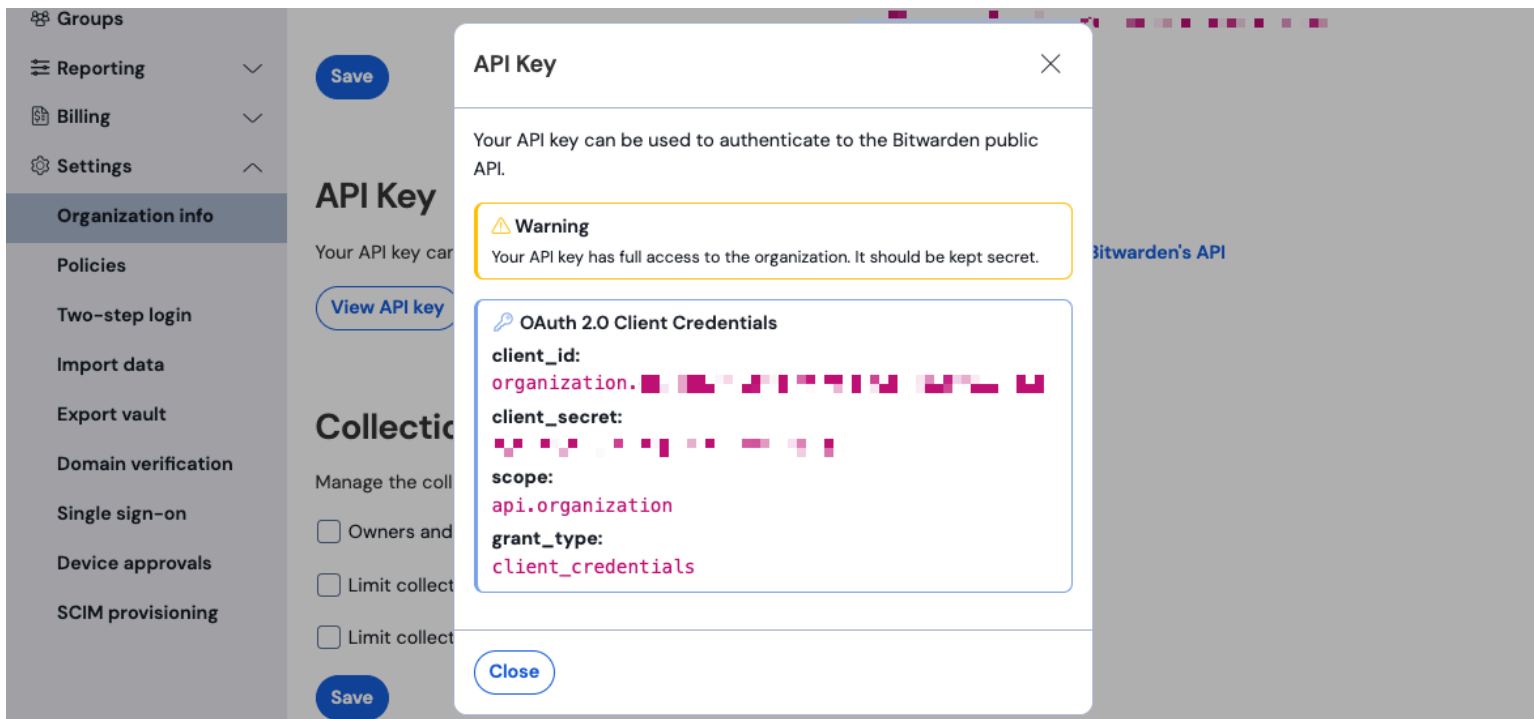 Groups
Reporting
Billing
Settings
Organization info
Policies
Two-step login
Import data
Export vault
Domain verification
Single sign-on
Device approvals
SCIM provisioning
Save
API Key
Your API key can
Bitwarden's API
View API key
Collectio
Manage the coll
Owners and
Limit collect
Limit collect
Save
API Key
Your API key can be used to authenticate to the Bitwarden public
API.
Warning
Your API key has full access to the organization. It should be kept secret.
OAuth 2.0 Client Credentials
client_id:
organization.
client_secret:
scope:
api.organization
grant_type:
client_credentials
Close